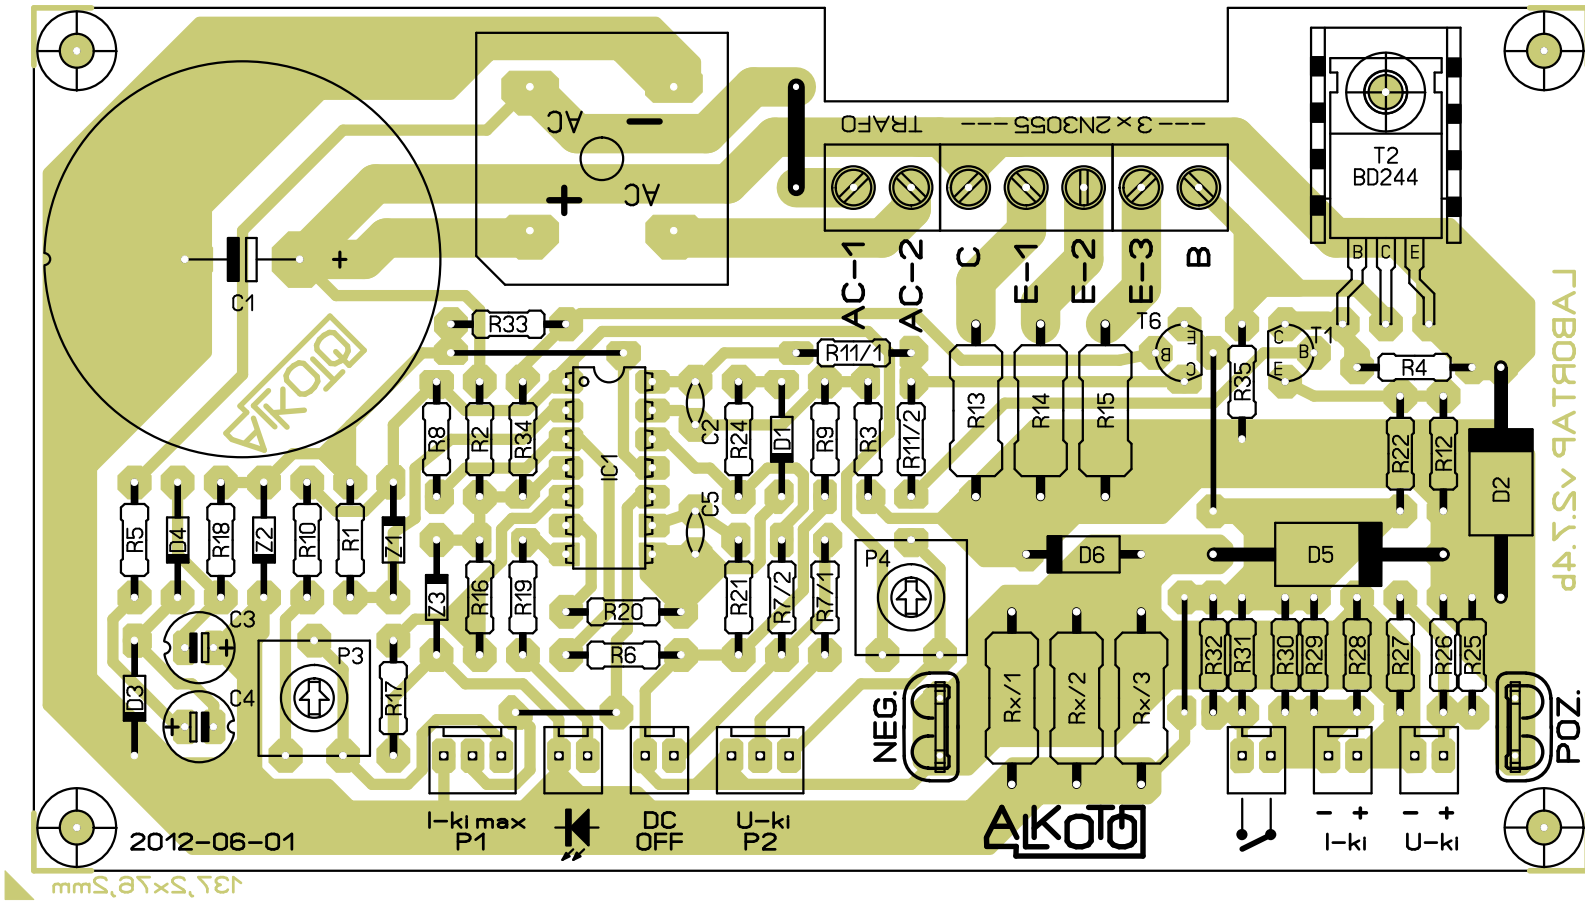 TRAFO
--- 3 x 2N3055 ---
AC
-
+
AC
T2
BD244
B C E
AC-1
AC-2
C
E-1
E-2
E-3
B
+
C1
ALKOTO
R33
R11/1
T6
E
B
C
R35
T1
C
B
E
R4
R8
R2
R34
IC1
C2
R24
D1
R9
R3
R11/2
R13
R14
R15
R22
R12
D2
LABORTAP v2.7.4b
R5
D4
R18
Z2
R10
R1
Z1
Z3
R16
R19
C5
R21
R7/2
R7/1
P4
D6
D5
R20
R6
C3
+
C4
+
D3
P3
R17
NEG.
Rx/1
Rx/2
Rx/3
R32
R31
R30
R29
R28
R27
R26
R25
POZ.
2012-06-01
I-ki max
P1
DC
OFF
U-ki
P2
ALKOTO
- +
I-ki
- +
U-ki
137,2x76,2mm